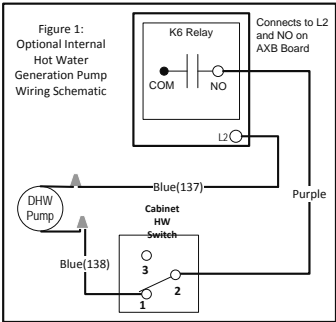 Figure 1:
Optional Internal
Hot Water
Generation Pump
Wiring Schematic
K6 Relay
COM
NO
L2
Connects to L2
and NO on
AXB Board
Blue(137)
Purple
DHW
Pump
Cabinet
HW
Switch
Blue(138)
3
2
1